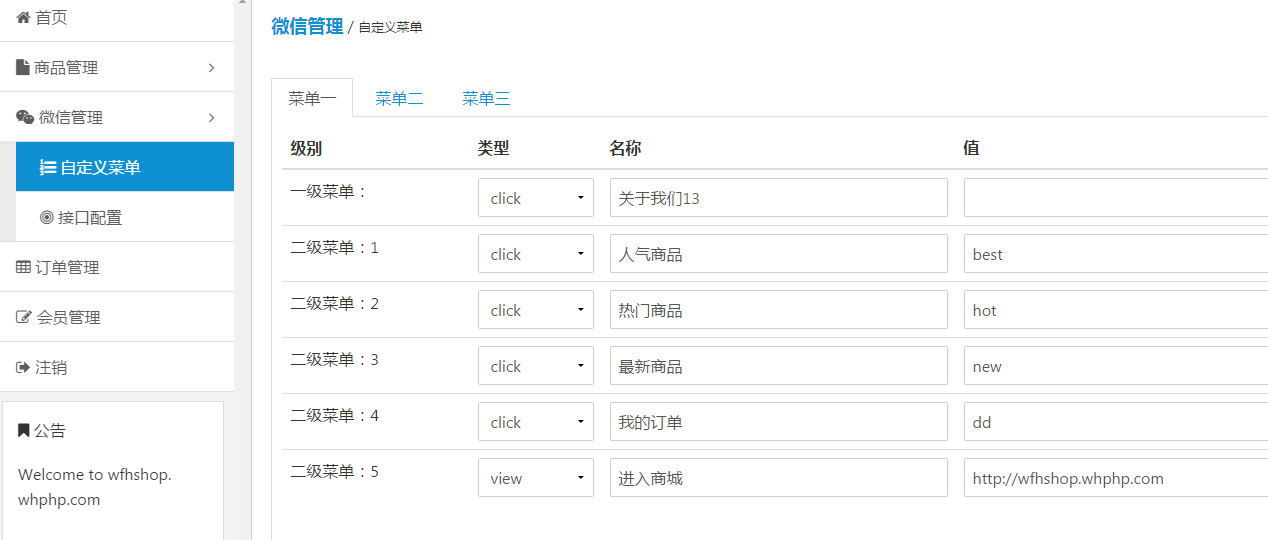 首页
商品管理
微信管理
自定义菜单
接口配置
订单管理
会员管理
注销
公告
Welcome to wfhshop.
whphp.com
微信管理 / 自定义菜单
菜单一 菜单二 菜单三
级别 类型 名称 值
一级菜单： click 关于我们13
二级菜单：1 click 人气商品 best
二级菜单：2 click 热门商品 hot
二级菜单：3 click 最新商品 new
二级菜单：4 click 我的订单 dd
二级菜单：5 view 进入商城 http://wfhshop.whphp.com